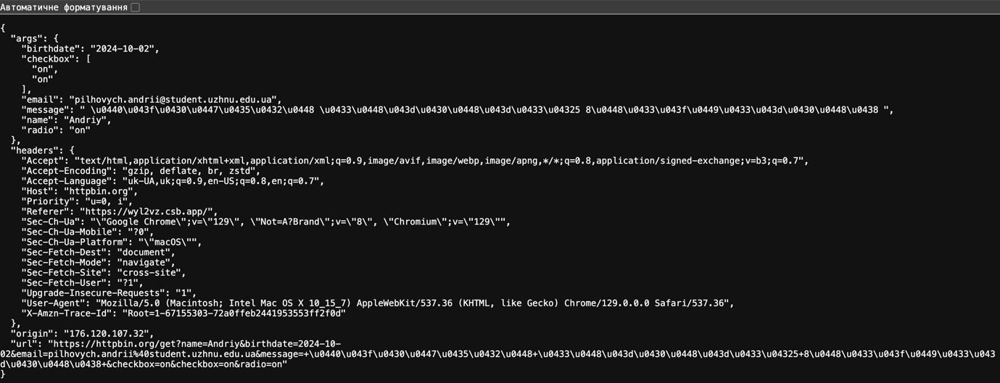 Автоматичне форматування
{
  "args": {
    "birthdate": "2024-10-02",
    "checkbox": [
      "on",
      "on"
    ],
    "email": "pilhovych.andrii@student.uzhnu.edu.ua",
    "message": " \u0440\u043f\u0430\u0447\u0435\u0432\u0448 \u0433\u0448\u043d\u0430\u0448\u043d\u0433\u04325 8\u0448\u0433\u043f\u0449\u0433\u043d\u0430\u0448\u0438 ",
    "name": "Andriy",
    "radio": "on"
  },
  "headers": {
    "Accept": "text/html,application/xhtml+xml,application/xml;q=0.9,image/avif,image/webp,image/apng,*/*;q=0.8,application/signed-exchange;v=b3;q=0.7",
    "Accept-Encoding": "gzip, deflate, br, zstd",
    "Accept-Language": "uk-UA,uk;q=0.9,en-US;q=0.8,en;q=0.7",
    "Host": "httpbin.org",
    "Priority": "u=0, i",
    "Referer": "https://wyl2vz.csb.app/",
    "Sec-Ch-Ua": "\"Google Chrome\";v=\"129\", \"Not=A?Brand\";v=\"8\", \"Chromium\";v=\"129\"",
    "Sec-Ch-Ua-Mobile": "?0",
    "Sec-Ch-Ua-Platform": "\"macOS\"",
    "Sec-Fetch-Dest": "document",
    "Sec-Fetch-Mode": "navigate",
    "Sec-Fetch-Site": "cross-site",
    "Sec-Fetch-User": "?1",
    "Upgrade-Insecure-Requests": "1",
    "User-Agent": "Mozilla/5.0 (Macintosh; Intel Mac OS X 10_15_7) AppleWebKit/537.36 (KHTML, like Gecko) Chrome/129.0.0.0 Safari/537.36",
    "X-Amzn-Trace-Id": "Root=1-67155303-72a0ffeb2441953553ff2f0d"
  },
  "origin": "176.120.107.32",
  "url": "https://httpbin.org/get?name=Andriy&birthdate=2024-10-
02&email=pilhovych.andrii%40student.uzhnu.edu.ua&message=+\u0440\u043f\u0430\u0447\u0435\u0432\u0448+\u0433\u0448\u043d\u0430\u0448\u043d\u0433\u04325+8\u0448\u0433\u043f\u0449\u0433\u043
d\u0430\u0448\u0438+&checkbox=on&checkbox=on&radio=on"
}